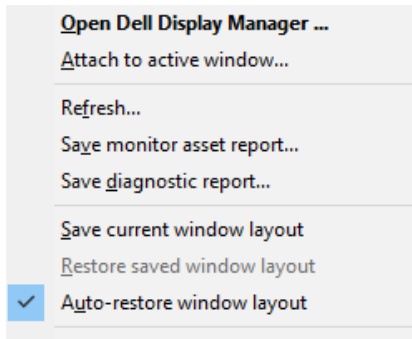 Open Dell Display Manager ...
Attach to active window...
Refresh...
Save monitor asset report...
Save diagnostic report...
Save current window layout
Restore saved window layout
Auto-restore window layout